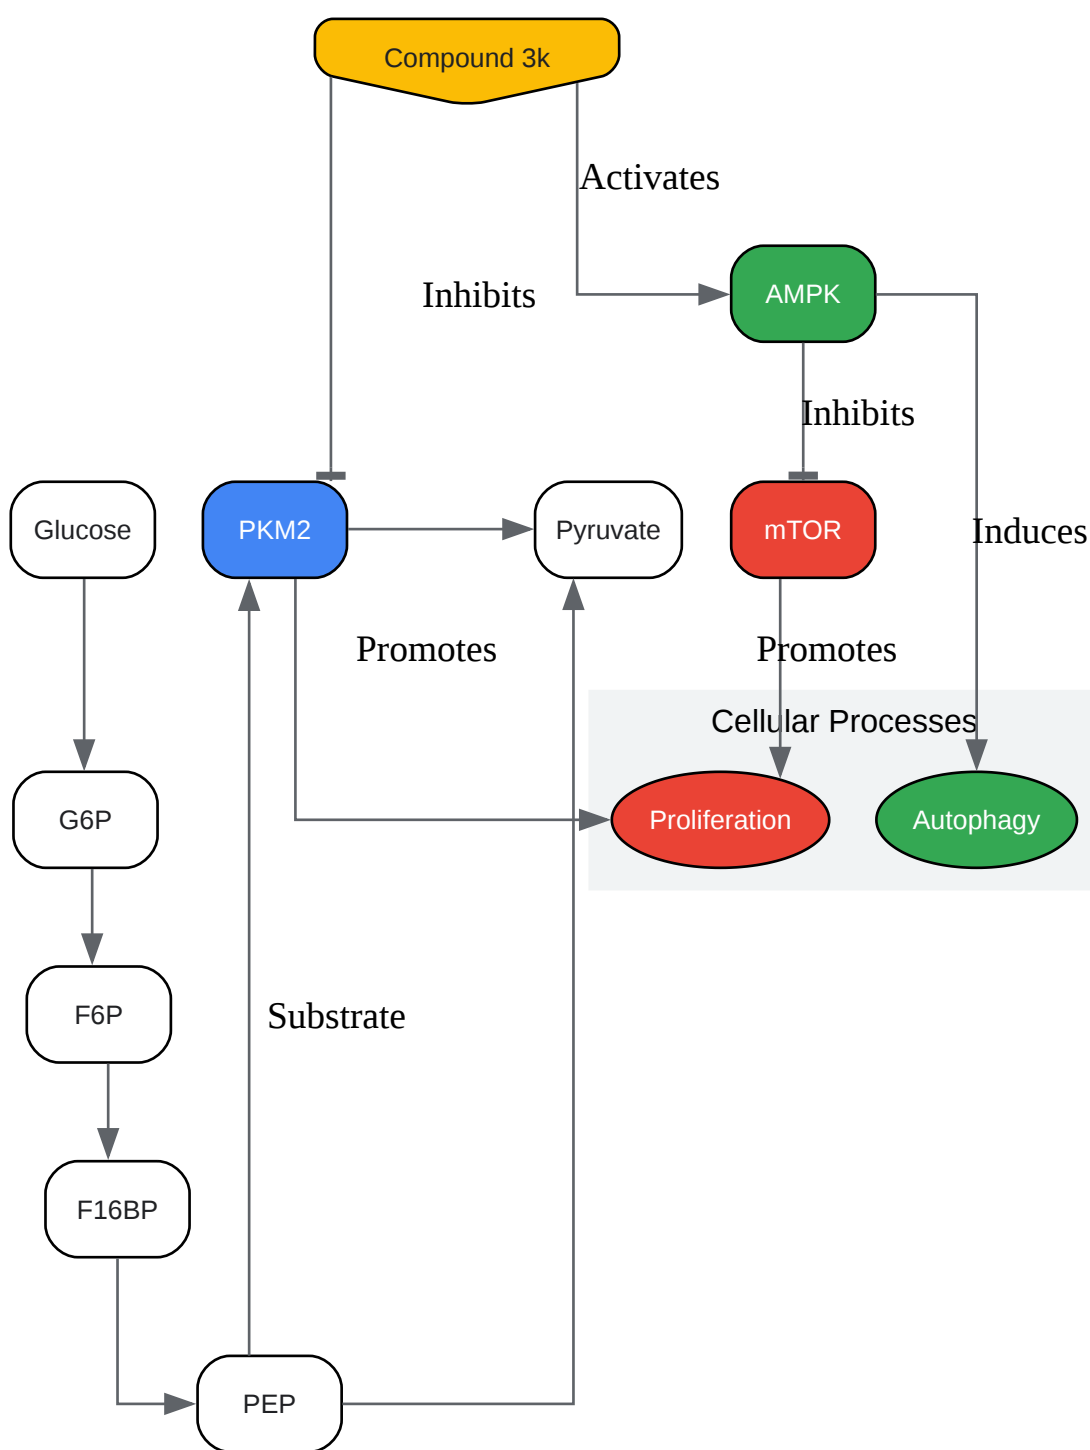 Compound 3k
Activates
Inhibits
AMPK
Inhibits
Glucose
PKM2
Pyruvate
mTOR
Induces
Promotes
Promotes
Cellular Processes
G6P
Proliferation
Autophagy
F6P
Substrate
F16BP
PEP